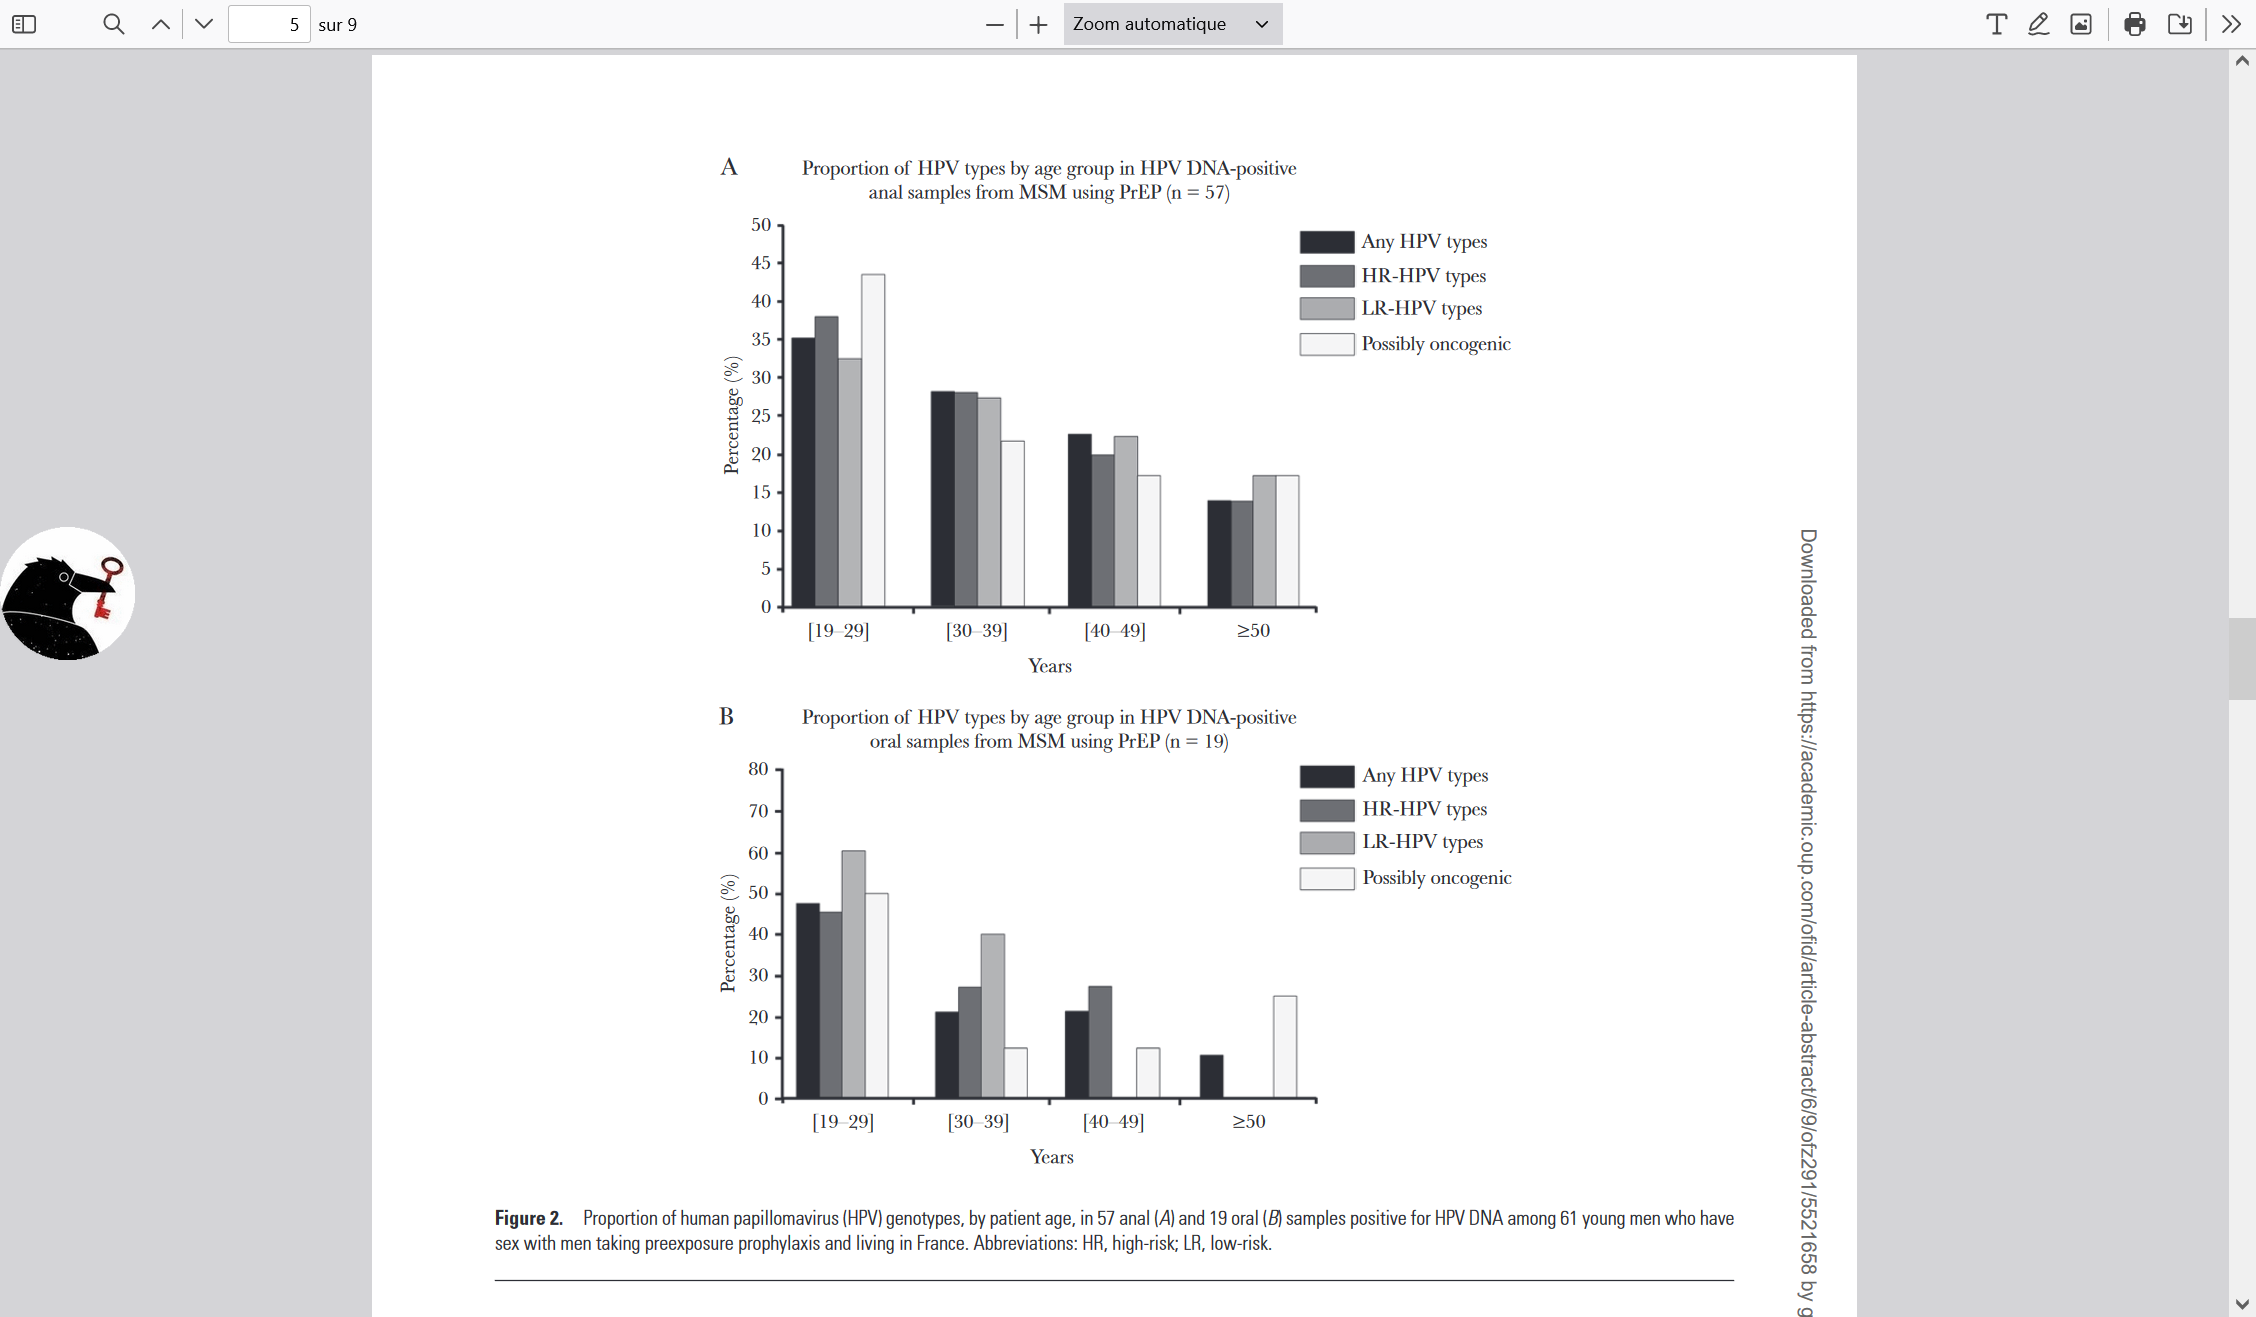 5 sur 9
Zoom automatique
A
Proportion of HPV types by age group in HPV DNA-positive
anal samples from MSM using PrEP (n = 57)
50
45
40
35
30
25
20
15
10
5
0
Percentage (%)
Any HPV types
HR-HPV types
LR-HPV types
Possibly oncogenic
[19–29] [30–39] [40–49] ≥50
Years
B
Proportion of HPV types by age group in HPV DNA-positive
oral samples from MSM using PrEP (n = 19)
80
70
60
50
40
30
20
10
0
Percentage (%)
Any HPV types
HR-HPV types
LR-HPV types
Possibly oncogenic
[19–29] [30–39] [40–49] ≥50
Years
Figure 2. Proportion of human papillomavirus (HPV) genotypes, by patient age, in 57 anal (A) and 19 oral (B) samples positive for HPV DNA among 61 young men who have
sex with men taking preexposure prophylaxis and living in France. Abbreviations: HR, high-risk; LR, low-risk.
Downloaded from https://academic.oup.com/ofid/article-abstract/6/9/ofz291/5521658 by g